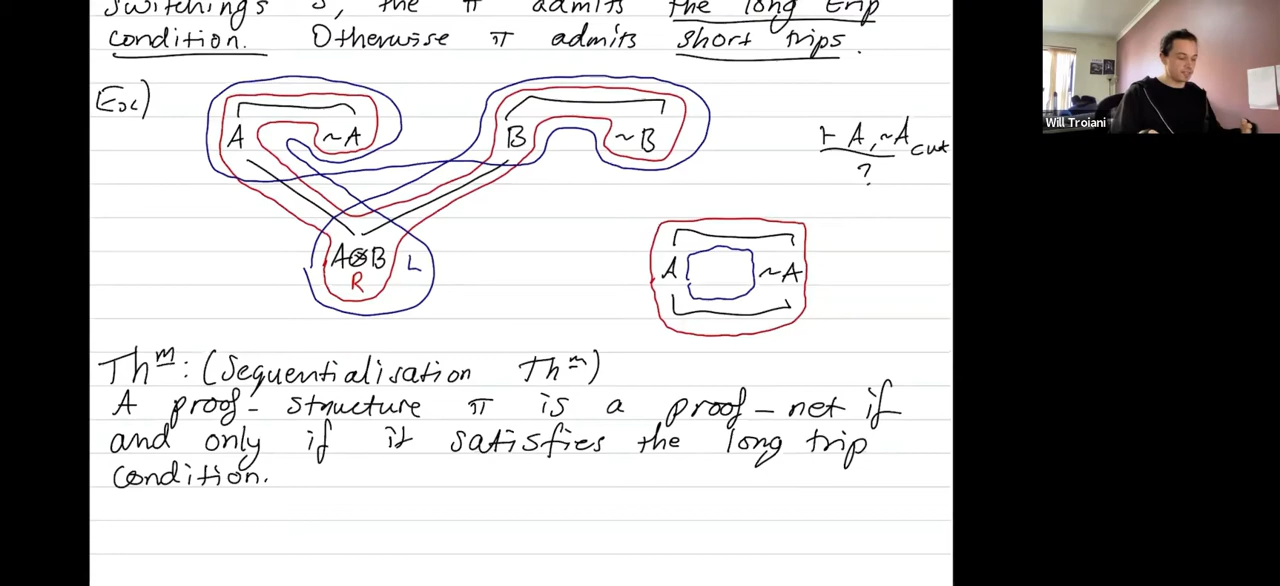 switchings S, the π admits the long trip
condition. Otherwise π admits short trips.
Ex)
A ~A B ~B
⊢ A, ~A cut
?
A⊗B L
R
A ~A
Thᵐ: (Sequentialisation Thᵐ)
A proof-structure π is a proof-net if
and only if it satisfies the long trip
condition.
Will Troiani